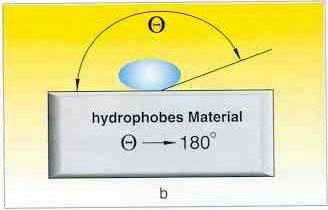 Θ
hydrophobes Material
Θ → 180°
b